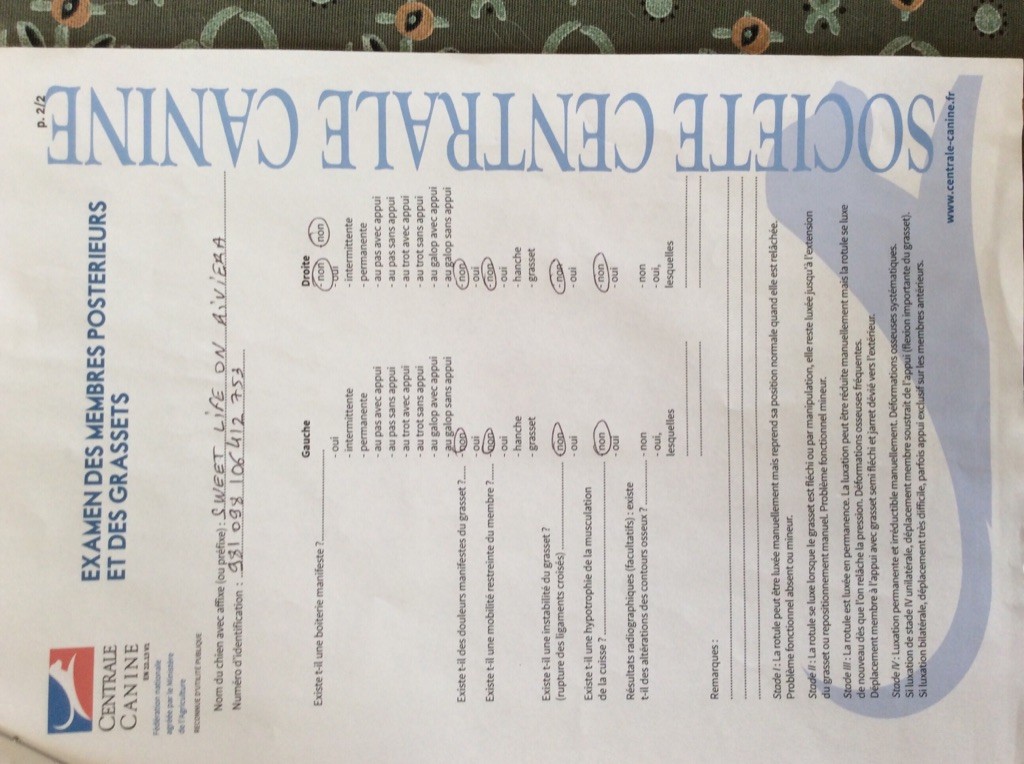 p. 2/2
CENTRALE
CANINE
EXAMEN DES MEMBRES POSTERIEURS
ET DES GRASSETS
Fédération nationale
agréée par le Ministère
de l'Agriculture
RECONNUE D'UTILITÉ PUBLIQUE
Nom du chien avec affixe (ou préfixe) : SWEET LIFE ON RIVIERA
Numéro d'identification : 981 098 106 412 753
Gauche Droite
non
Existe t-il une boiterie manifeste ? - non
- oui - oui
- intermittente - intermittente
- permanente - permanente
- au pas avec appui - au pas avec appui
- au pas sans appui - au pas sans appui
- au trot avec appui - au trot avec appui
- au trot sans appui - au trot sans appui
- au galop avec appui - au galop avec appui
- au galop sans appui - au galop sans appui
Existe t-il des douleurs manifestes du grasset ? - non - non
- oui - oui
Existe t-il une mobilité restreinte du membre ? - non - non
- oui - oui
- hanche - hanche
- grasset - grasset
Existe t-il une instabilité du grasset ?
(rupture des ligaments croisés) - non - non
- oui - oui
Existe t-il une hypotrophie de la musculation
de la cuisse ? - non - non
- oui - oui
Résultats radiographiques (facultatifs) : existe - non - non
t-il des altérations des contours osseux ? - oui, - oui,
lesquelles lesquelles
Remarques :
Stade I : La rotule peut être luxée manuellement mais reprend sa position normale quand elle est relâchée.
Problème fonctionnel absent ou mineur.
Stade II : La rotule se luxe lorsque le grasset est fléchi ou par manipulation, elle reste luxée jusqu'à l'extension
du grasset ou repositionnement manuel. Problème fonctionnel mineur.
Stade III : La rotule est luxée en permanence. La luxation peut être réduite manuellement mais la rotule se luxe
de nouveau dès que l'on relâche la pression. Déformations osseuses fréquentes.
Déplacement membre à l'appui avec grasset semi fléchi et jarret dévié vers l'extérieur.
Stade IV : Luxation permanente et irréductible manuellement. Déformations osseuses systématiques.
Si luxation de stade IV unilatérale, déplacement membre soustrait de l'appui (flexion importante du grasset).
Si luxation bilatérale, déplacement très difficile, parfois appui exclusif sur les membres antérieurs.
www.centrale-canine.fr
SOCIETE CENTRALE CANINE